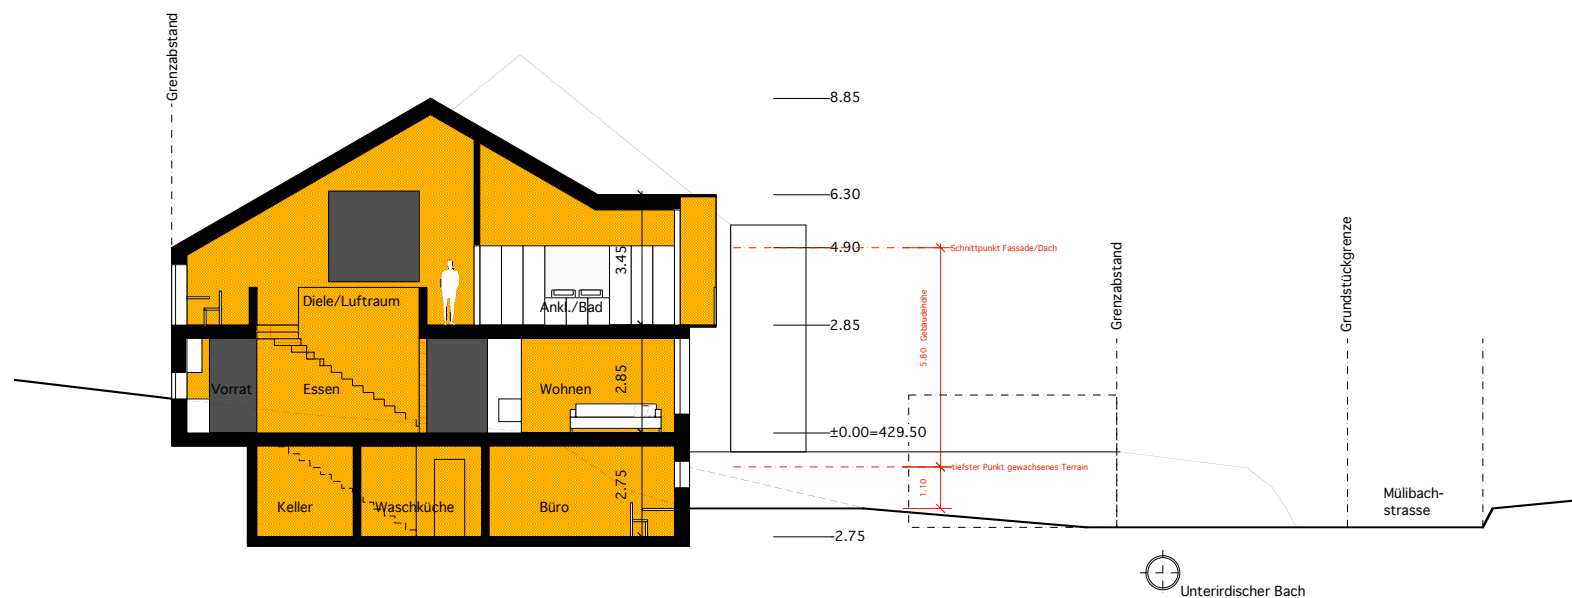 Grenzabstand
8.85
6.30
4.90
Schnittpunkt Fassade/Dach
3.45
Diele/Luftraum
Ankl./Bad
2.85
5.80 Gebäudehöhe
Grenzabstand
Grundstückgrenze
Vorrat
Essen
Wohnen
2.85
±0.00=429.50
tiefster Punkt gewachsenes Terrain
1.10
2.75
Keller
Waschküche
Büro
Mülibach-
strasse
-2.75
Unterirdischer Bach